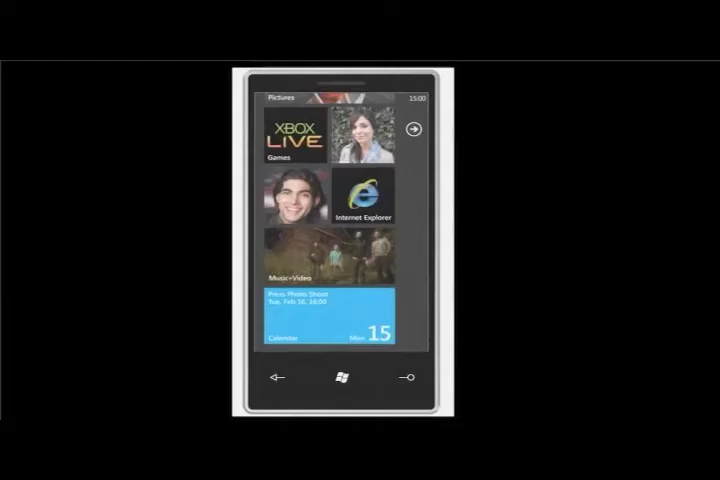 Pictures
15:00
XBOX
LIVE
Games
Internet Explorer
Music+Video
Press Photo Shoot
Tue, Feb 16, 16:00
Calendar
Mon 15